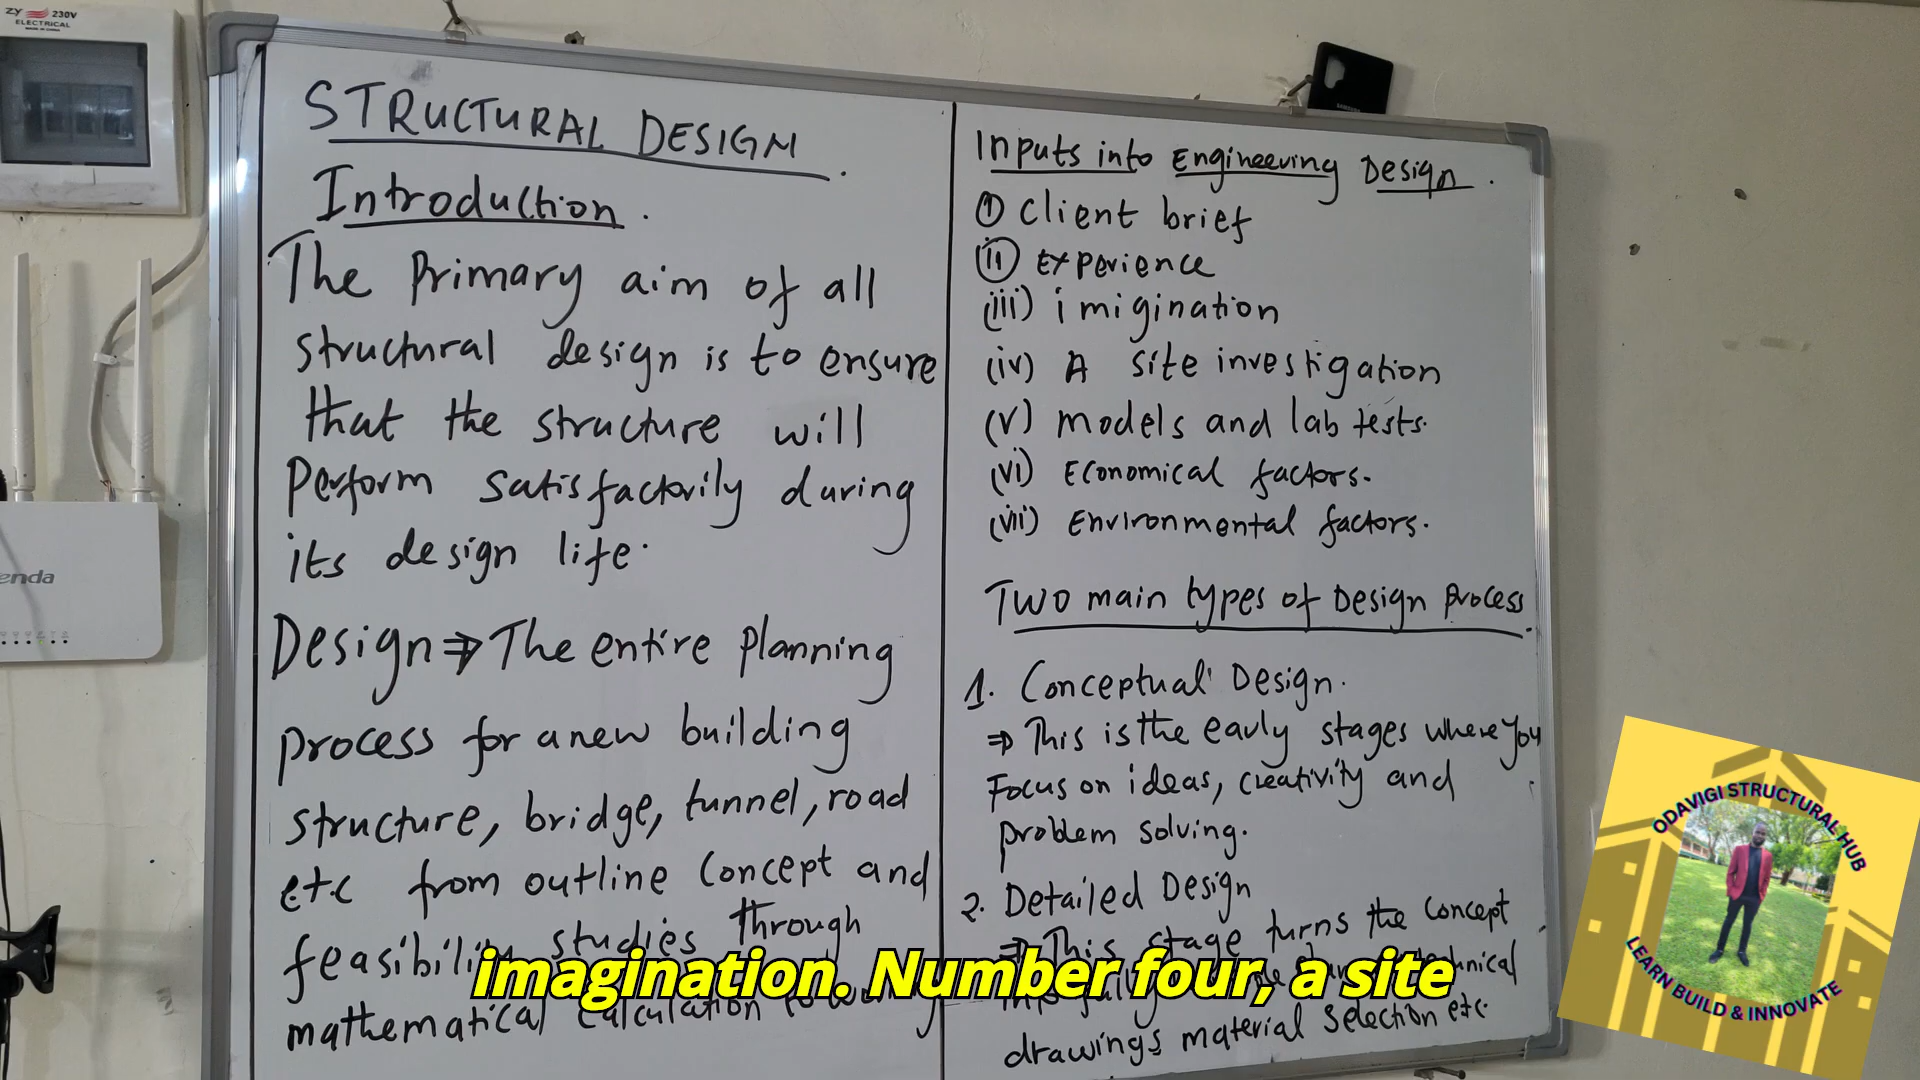 ZY 230V
ELECTRICAL
STRUCTURAL DESIGN.
Introduction.
The Primary aim of all
structural design is to ensure
that the structure will
Perform satisfactorily during
its design life.
Design ⇒ The entire planning
process for a new building
structure, bridge, tunnel, road
etc from outline concept and
feasibility studies through
mathematical calculation to
Inputs into Engineering Design.
(i) client brief
(ii) experience
(iii) imigination
(iv) A site investigation
(v) models and lab tests.
(vi) Economical factors.
(vii) Environmental factors.
Two main types of Design process.
1. Conceptual Design.
⇒ This is the early stages where you
Focus on ideas, creativity and
problem solving.
2. Detailed Design
⇒ This stage turns the concept
technical
drawings material selection etc.
imagination. Number four, a site
enda
SAMSUNG
ODAVIGI STRUCTURAL HUB
LEARN BUILD & INNOVATE